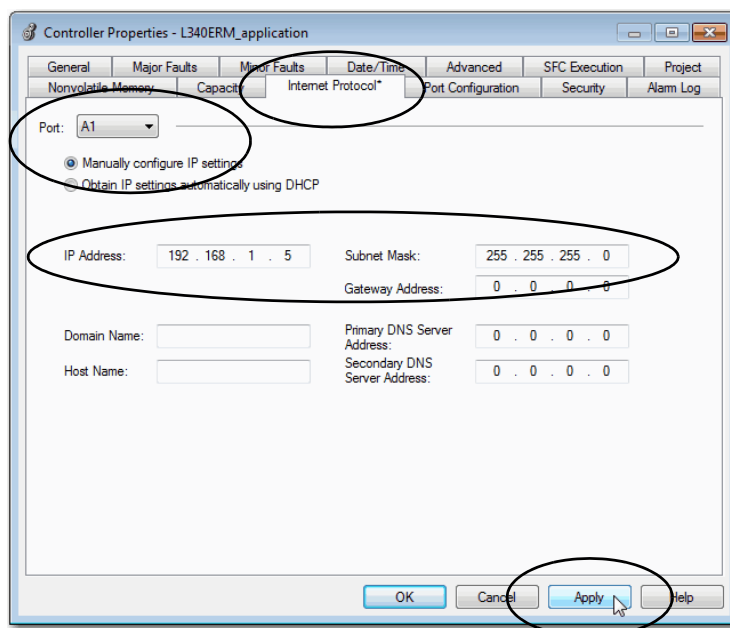 Controller Properties - L340ERM_application
General Major Faults Minor Faults Date/Time Advanced SFC Execution Project
Nonvolatile Memory Capacity Internet Protocol* Port Configuration Security Alarm Log
Port: A1
Manually configure IP settings
Obtain IP settings automatically using DHCP
IP Address: 192 . 168 . 1 . 5 Subnet Mask: 255 . 255 . 255 . 0
Gateway Address: 0 . 0 . 0 . 0
Domain Name: Primary DNS Server Address: 0 . 0 . 0 . 0
Host Name: Secondary DNS Server Address: 0 . 0 . 0 . 0
OK Cancel Apply Help